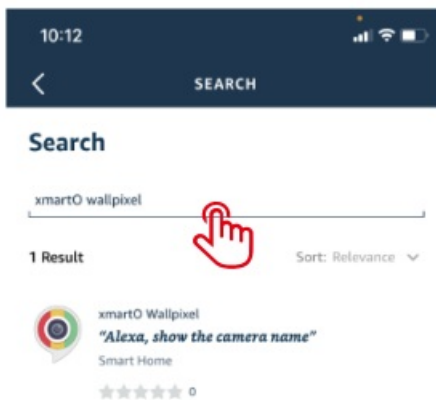 10:12
SEARCH
Search
xmartO wallpixel
1 Result
Sort: Relevance
xmartO Wallpixel
"Alexa, show the camera name"
Smart Home
0